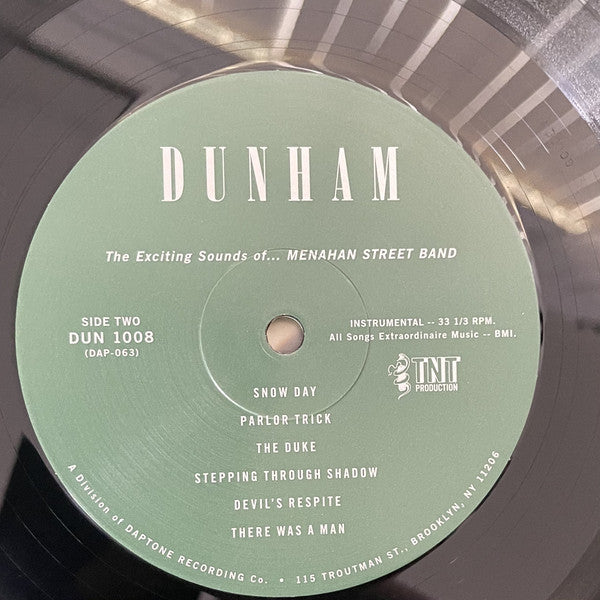 DUNHAM
The Exciting Sounds of... MENAHAN STREET BAND
SIDE TWO
DUN 1008
(DAP-063)
INSTRUMENTAL -- 33 1/3 RPM.
All Songs Extraordinaire Music -- BMI.
TNT
PRODUCTION
SNOW DAY
PARLOR TRICK
THE DUKE
STEPPING THROUGH SHADOW
DEVIL'S RESPITE
THERE WAS A MAN
A Division of DAPTONE RECORDING Co. • 115 TROUTMAN ST., BROOKLYN, NY 11206